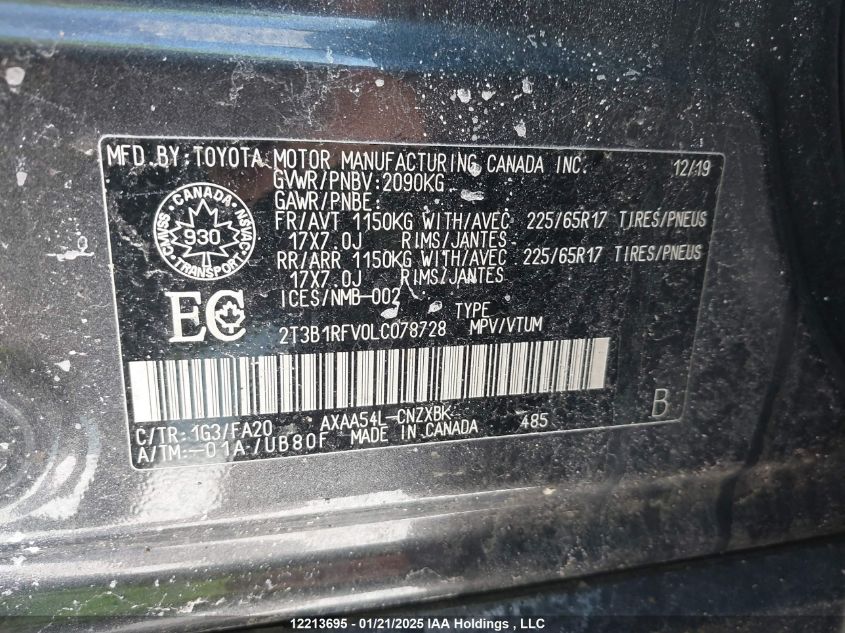 MFD.BY:TOYOTA MOTOR MANUFACTURING CANADA INC. 12/19
GVWR/PNBV:2090KG
GAWR/PNBE:
FR/AVT 1150KG WITH/AVEC 225/65R17 TIRES/PNEUS
17X7.0J RIMS/JANTES
RR/ARR 1150KG WITH/AVEC 225/65R17 TIRES/PNEUS
17X7.0J RIMS/JANTES
ICES/NMB-002
CANADA
CMVSS NSVAC
930
TRANSPORT
EC
TYPE
2T3B1RFV0LC078728 MPV/VTUM
C/TR:1G3/FA20 AXAA54L-CNZXBK 485 B
A/TM:-01A/UB80F MADE IN CANADA
12213695 - 01/21/2025 IAA Holdings , LLC